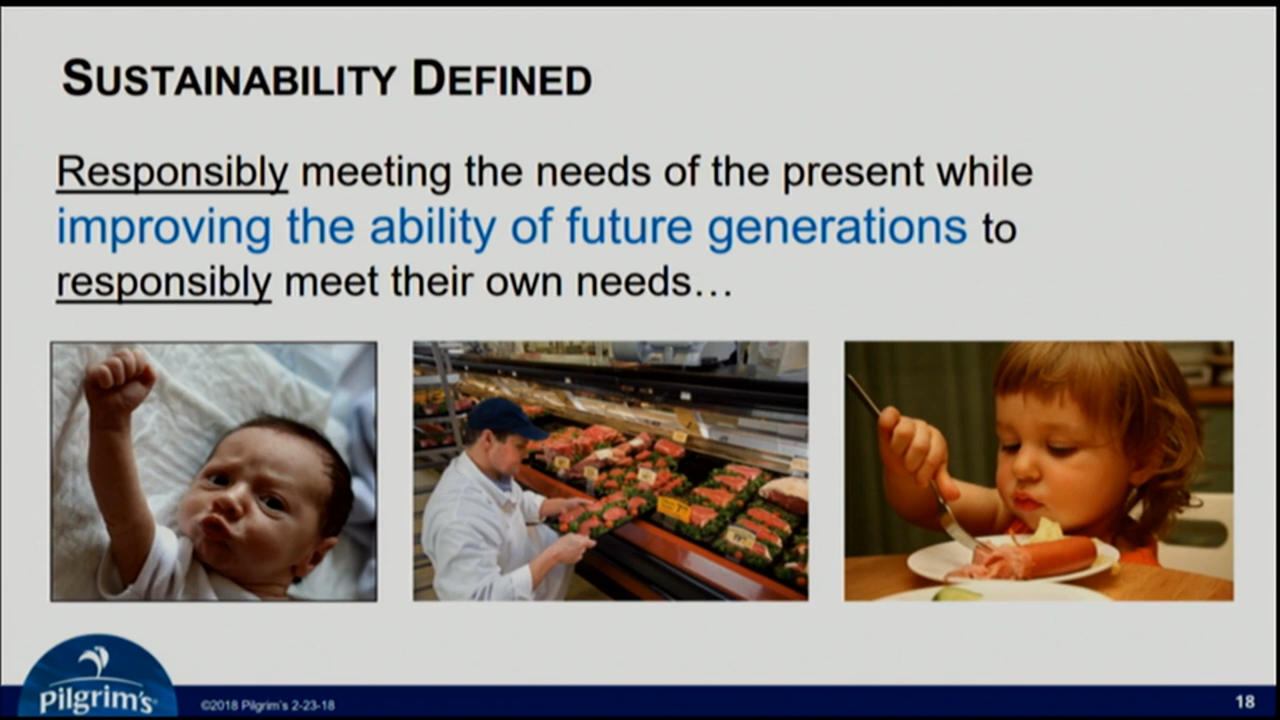 SUSTAINABILITY DEFINED
Responsibly meeting the needs of the present while
improving the ability of future generations to
responsibly meet their own needs…
Pilgrim's
©2018 Pilgrim's 2-23-18
18